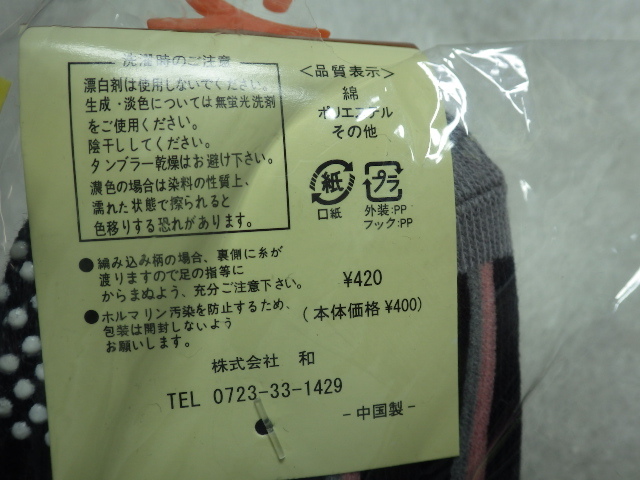 洗濯時のご注意
漂白剤は使用しないでください。
生成・淡色については無蛍光洗剤
をご使用ください。
陰干ししてください。
タンブラー乾燥はお避け下さい。
濃色の場合は染料の性質上、
濡れた状態で擦られると
色移りする恐れがあります。
●編み込み柄の場合、裏側に糸が
渡りますので足の指等に
からまぬよう、充分ご注意下さい。
●ホルマリン汚染を防止するため、
包装は開封しないよう
お願いします。
<品質表示>
綿
ポリエステル
その他
紙 プラ
口紙 外装:PP
フック:PP
¥420
(本体価格¥400)
株式会社 和
TEL 0723-33-1429
-中国製-